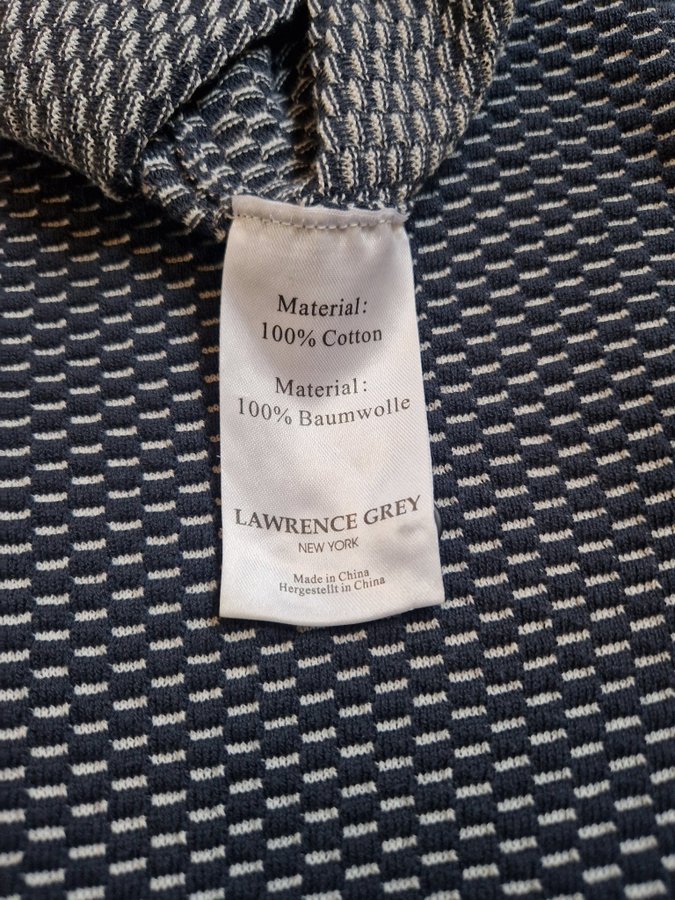 Material:
100% Cotton
Material:
100% Baumwolle
LAWRENCE GREY
NEW YORK
Made in China
Hergestellt in China